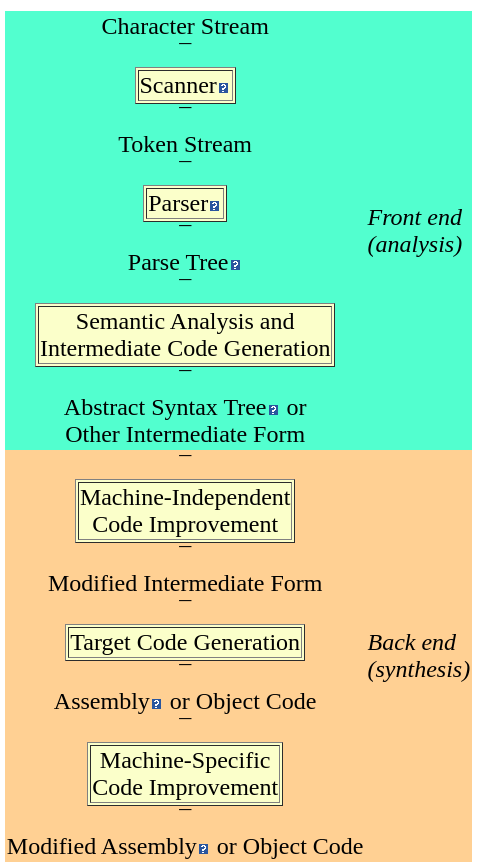 Character Stream
Scanner
Token Stream
Parser
Parse Tree
Semantic Analysis and
Intermediate Code Generation
Abstract Syntax Tree or
Other Intermediate Form
Front end
(analysis)
Machine-Independent
Code Improvement
Modified Intermediate Form
Target Code Generation
Assembly or Object Code
Machine-Specific
Code Improvement
Modified Assembly or Object Code
Back end
(synthesis)